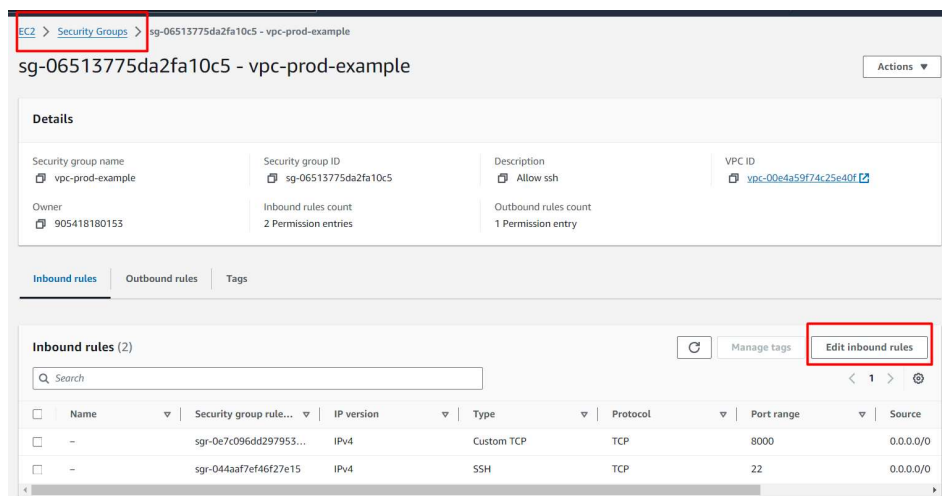 EC2 > Security Groups > sg-06513775da2fa10c5 - vpc-prod-example
sg-06513775da2fa10c5 - vpc-prod-example
Actions
Details
Security group name Security group ID Description VPC ID
vpc-prod-example sg-06513775da2fa10c5 Allow ssh vpc-00e4a59f74c25e40f
Owner Inbound rules count Outbound rules count
905418180153 2 Permission entries 1 Permission entry
Inbound rules Outbound rules Tags
Inbound rules (2) Manage tags Edit inbound rules
Search < 1 >
Name Security group rule... IP version Type Protocol Port range Source
– sgr-0e7c096dd297953... IPv4 Custom TCP TCP 8000 0.0.0.0/0
– sgr-044aaf7ef46f27e15 IPv4 SSH TCP 22 0.0.0.0/0